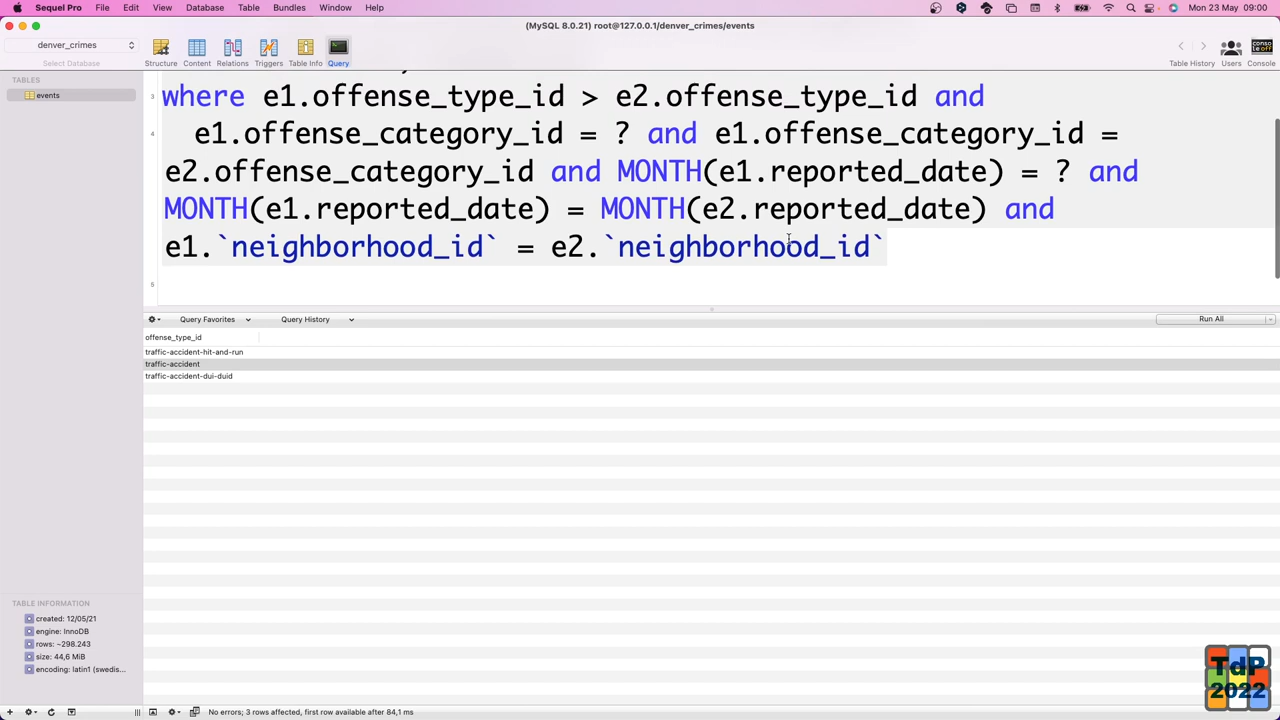 Sequel Pro File Edit View Database Table Bundles Window Help Mon 23 May 09:00
(MySQL 8.0.21) root@127.0.0.1/denver_crimes/events
denver_crimes
Select Database
Structure Content Relations Triggers Table Info Query Table History Users Console
console off
TABLES
events
3 where e1.offense_type_id > e2.offense_type_id and
4 e1.offense_category_id = ? and e1.offense_category_id =
e2.offense_category_id and MONTH(e1.reported_date) = ? and
MONTH(e1.reported_date) = MONTH(e2.reported_date) and
e1.`neighborhood_id` = e2.`neighborhood_id`
5
Query Favorites Query History Run All
offense_type_id
traffic-accident-hit-and-run
traffic-accident
traffic-accident-dui-duid
TABLE INFORMATION
created: 12/05/21
engine: InnoDB
rows: ~298.243
size: 44,6 MiB
encoding: latin1 (swedis...
No errors; 3 rows affected, first row available after 84,1 ms
TdP
2022